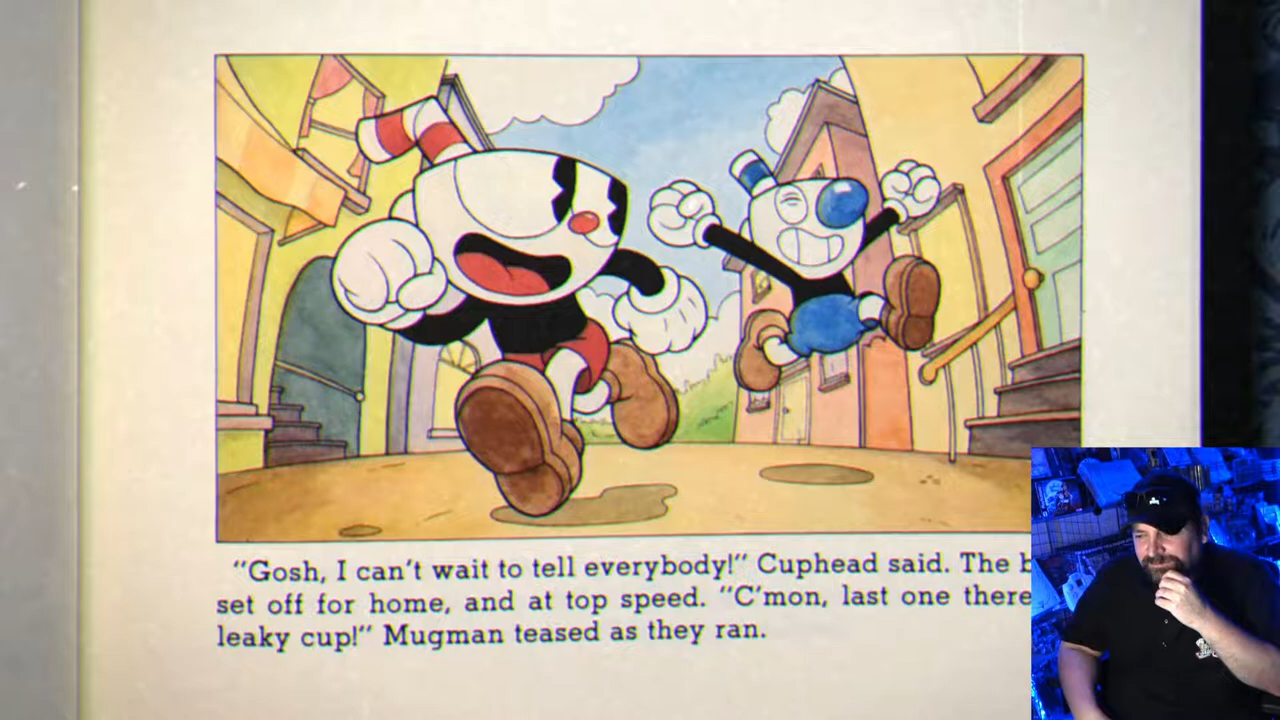 “Gosh, I can’t wait to tell everybody!” Cuphead said. The
set off for home, and at top speed. “C’mon, last one there
leaky cup!” Mugman teased as they ran.